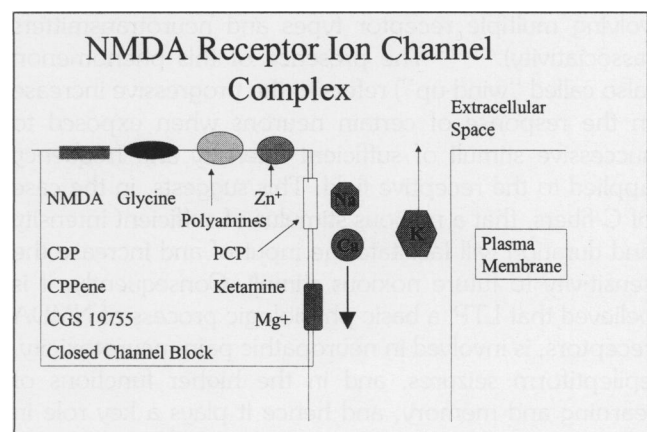 NMDA Receptor Ion Channel
Complex
Extracellular
Space
NMDA Glycine Zn+
Polyamines
CPP PCP
CPPene Ketamine
CGS 19755 Mg+
Closed Channel Block
Na
Ca
K
Plasma
Membrane